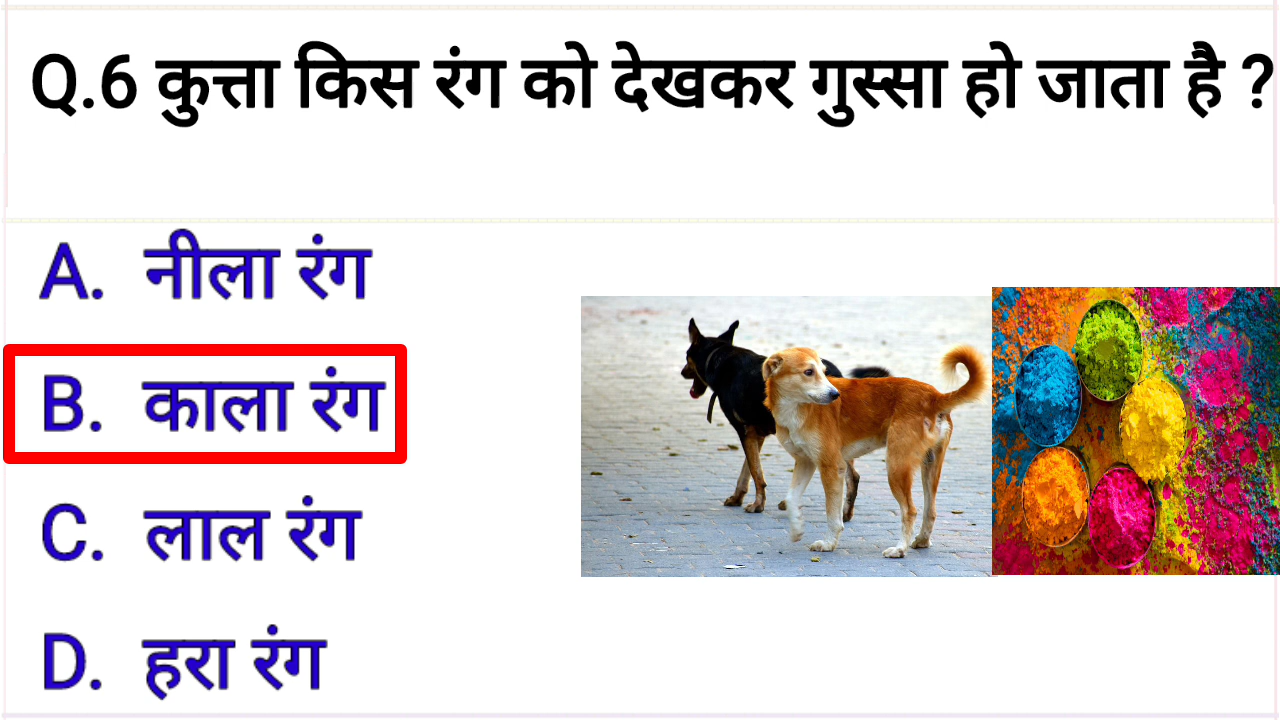 Q.6 कुत्ता किस रंग को देखकर गुस्सा हो जाता है ?
A. नीला रंग
B. काला रंग
C. लाल रंग
D. हरा रंग